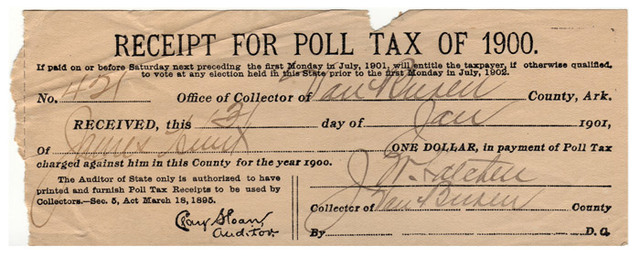 RECEIPT FOR POLL TAX OF 1900.
If paid on or before Saturday next preceding the first Monday in July, 1901, will entitle the taxpayer, if otherwise qualified,
to vote at any election held in this State prior to the first Monday in July, 1902.
No. 421 Office of Collector of Van Buren County, Ark.
RECEIVED, this 31 day of Jan 1901,
Of James ONE DOLLAR, in payment of Poll Tax
charged against him in this County for the year 1900.
The Auditor of State only is authorized to have
printed and furnish Poll Tax Receipts to be used by
Collectors.—Sec. 5, Act March 18, 1895.
Clay Sloan
Auditor.
J. W.
Collector of Van Buren County
By D. C.